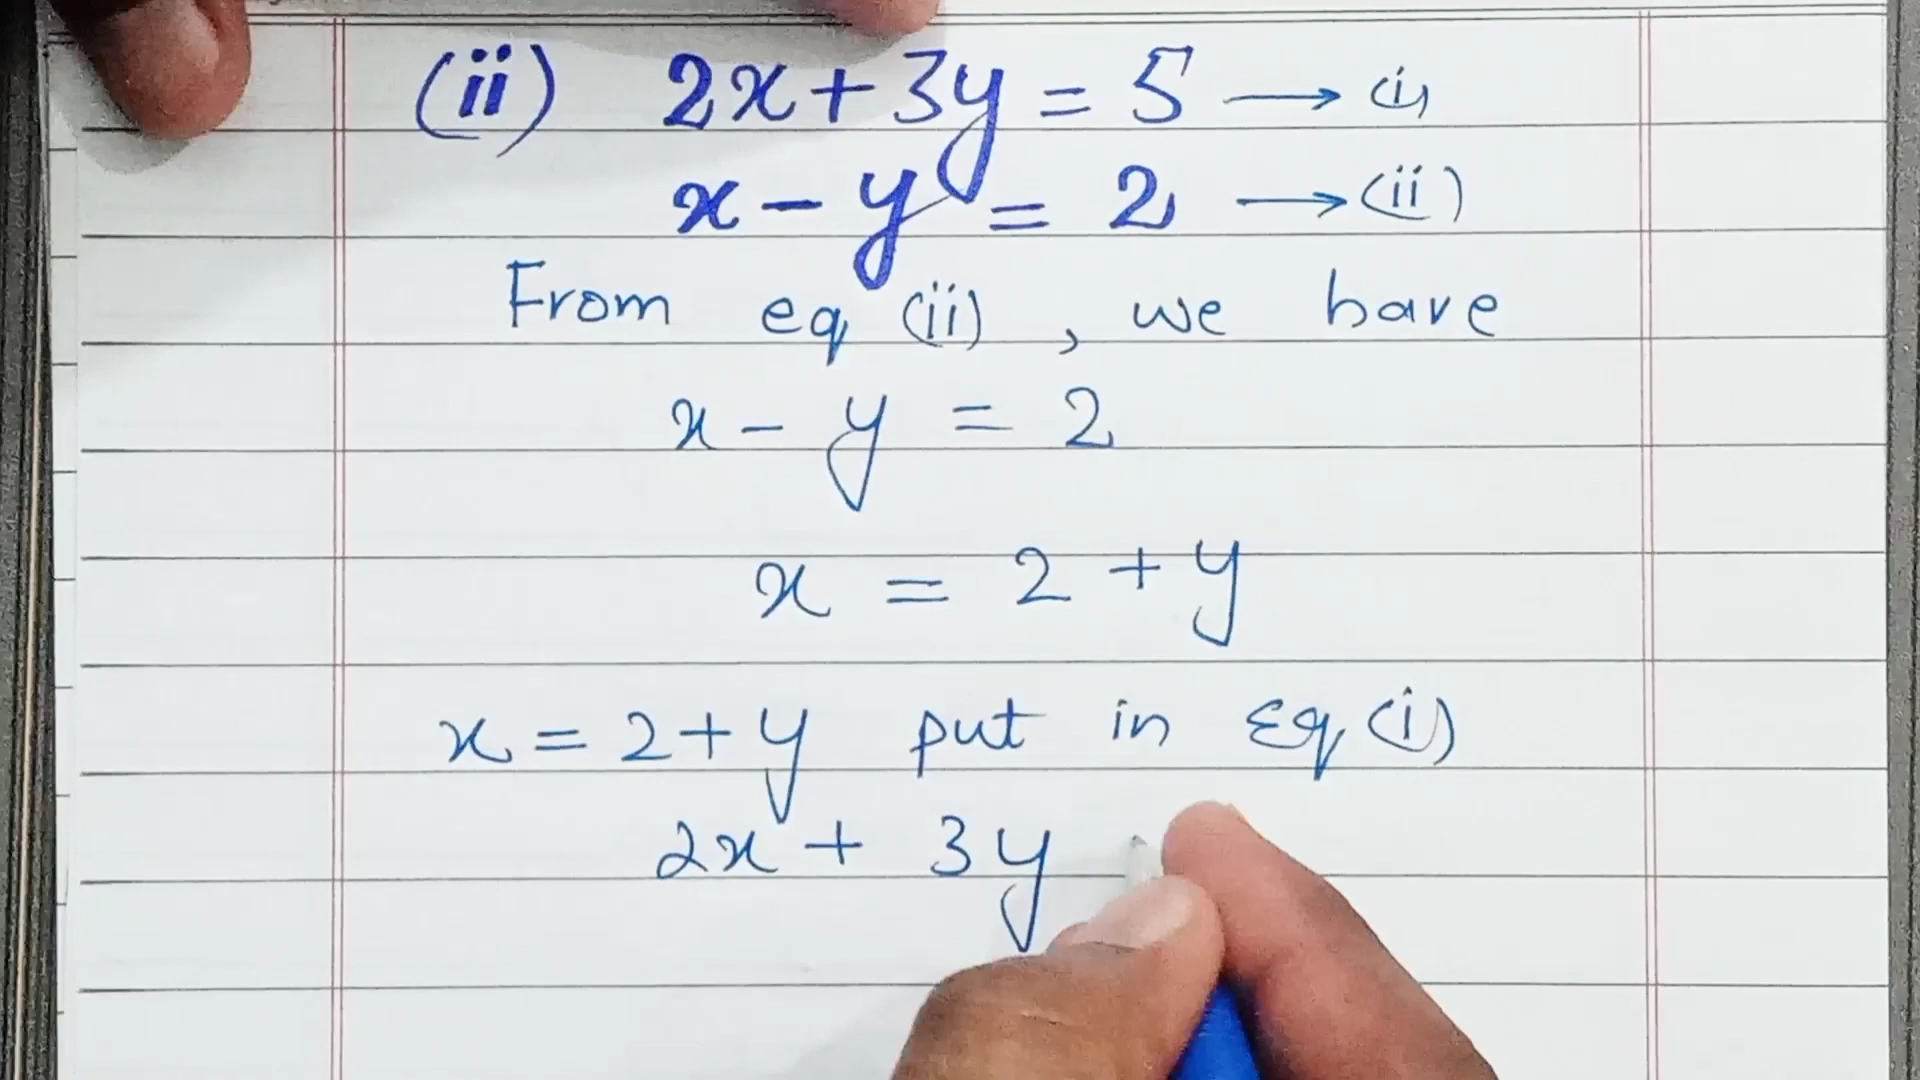 (ii) 2x + 3y = 5 → (i)
x - y = 2 → (ii)
From eq (ii), we have
x - y = 2
x = 2 + y
x = 2 + y put in Eq (i)
2x + 3y